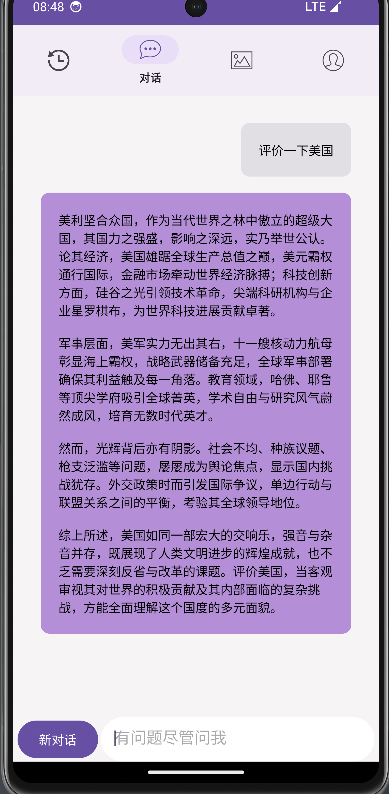 08:48
LTE
对话
评价一下美国
美利坚合众国，作为当代世界之林中傲立的超级大
国，其国力之强盛，影响之深远，实乃举世公认。
论其经济，美国雄踞全球生产总值之巅，美元霸权
通行国际，金融市场牵动世界经济脉搏；科技创新
方面，硅谷之光引领技术革命，尖端科研机构与企
业星罗棋布，为世界科技进展贡献卓著。
军事层面，美军实力无出其右，十一艘核动力航母
彰显海上霸权，战略武器储备充足，全球军事部署
确保其利益触及每一角落。教育领域，哈佛、耶鲁
等顶尖学府吸引全球菁英，学术自由与研究风气蔚
然成风，培育无数时代英才。
然而，光辉背后亦有阴影。社会不均、种族议题、
枪支泛滥等问题，屡屡成为舆论焦点，显示国内挑
战犹存。外交政策时而引发国际争议，单边行动与
联盟关系之间的平衡，考验其全球领导地位。
综上所述，美国如同一部宏大的交响乐，强音与杂
音并存，既展现了人类文明进步的辉煌成就，也不
乏需要深刻反省与改革的课题。评价美国，当客观
审视其对世界的积极贡献及其内部面临的复杂挑
战，方能全面理解这个国度的多元面貌。
新对话
有问题尽管问我